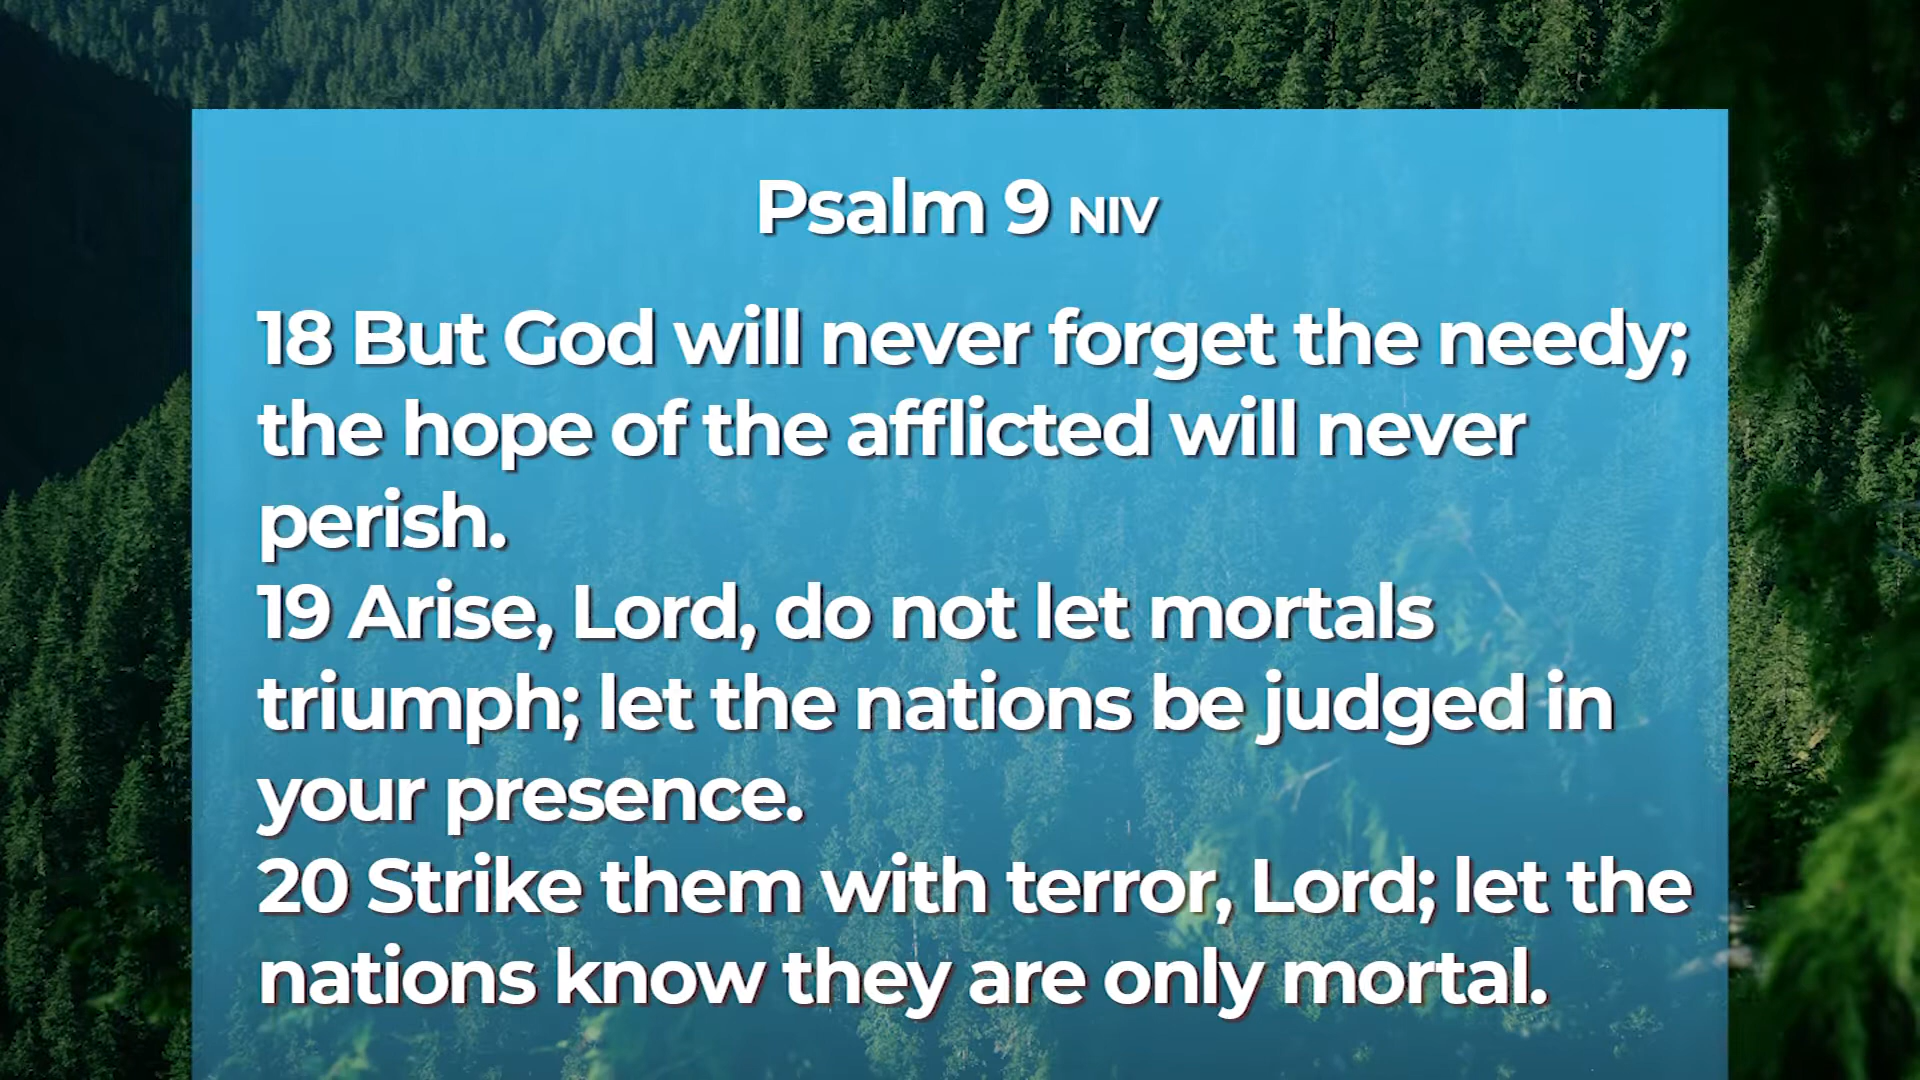 Psalm 9 NIV
18 But God will never forget the needy;
the hope of the afflicted will never
perish.
19 Arise, Lord, do not let mortals
triumph; let the nations be judged in
your presence.
20 Strike them with terror, Lord; let the
nations know they are only mortal.